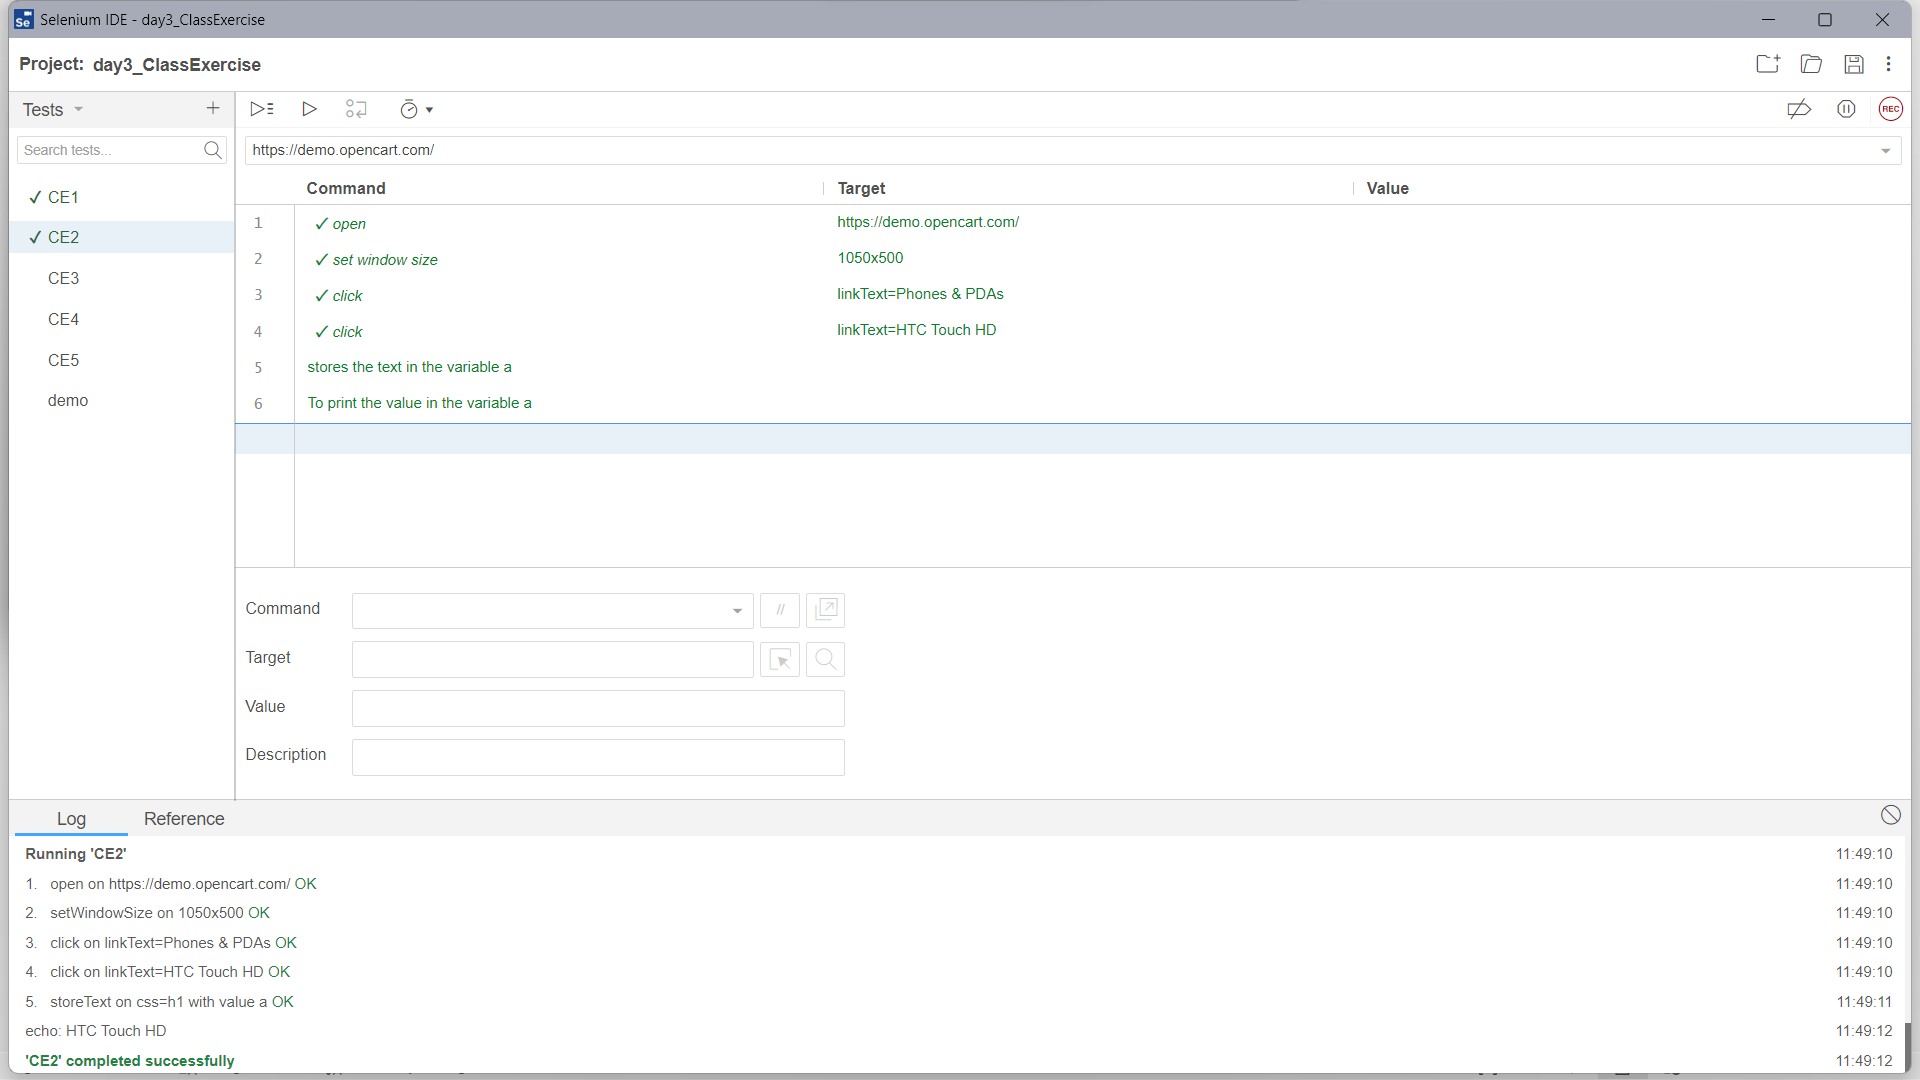 Se Selenium IDE - day3_ClassExercise
Project: day3_ClassExercise
Tests
Search tests...
✓ CE1
✓ CE2
CE3
CE4
CE5
demo
REC
https://demo.opencart.com/
Command Target Value
1 ✓ open https://demo.opencart.com/
2 ✓ set window size 1050x500
3 ✓ click linkText=Phones & PDAs
4 ✓ click linkText=HTC Touch HD
5 stores the text in the variable a
6 To print the value in the variable a
Command //
Target
Value
Description
Log Reference
Running 'CE2' 11:49:10
1. open on https://demo.opencart.com/ OK 11:49:10
2. setWindowSize on 1050x500 OK 11:49:10
3. click on linkText=Phones & PDAs OK 11:49:10
4. click on linkText=HTC Touch HD OK 11:49:10
5. storeText on css=h1 with value a OK 11:49:11
echo: HTC Touch HD 11:49:12
'CE2' completed successfully 11:49:12